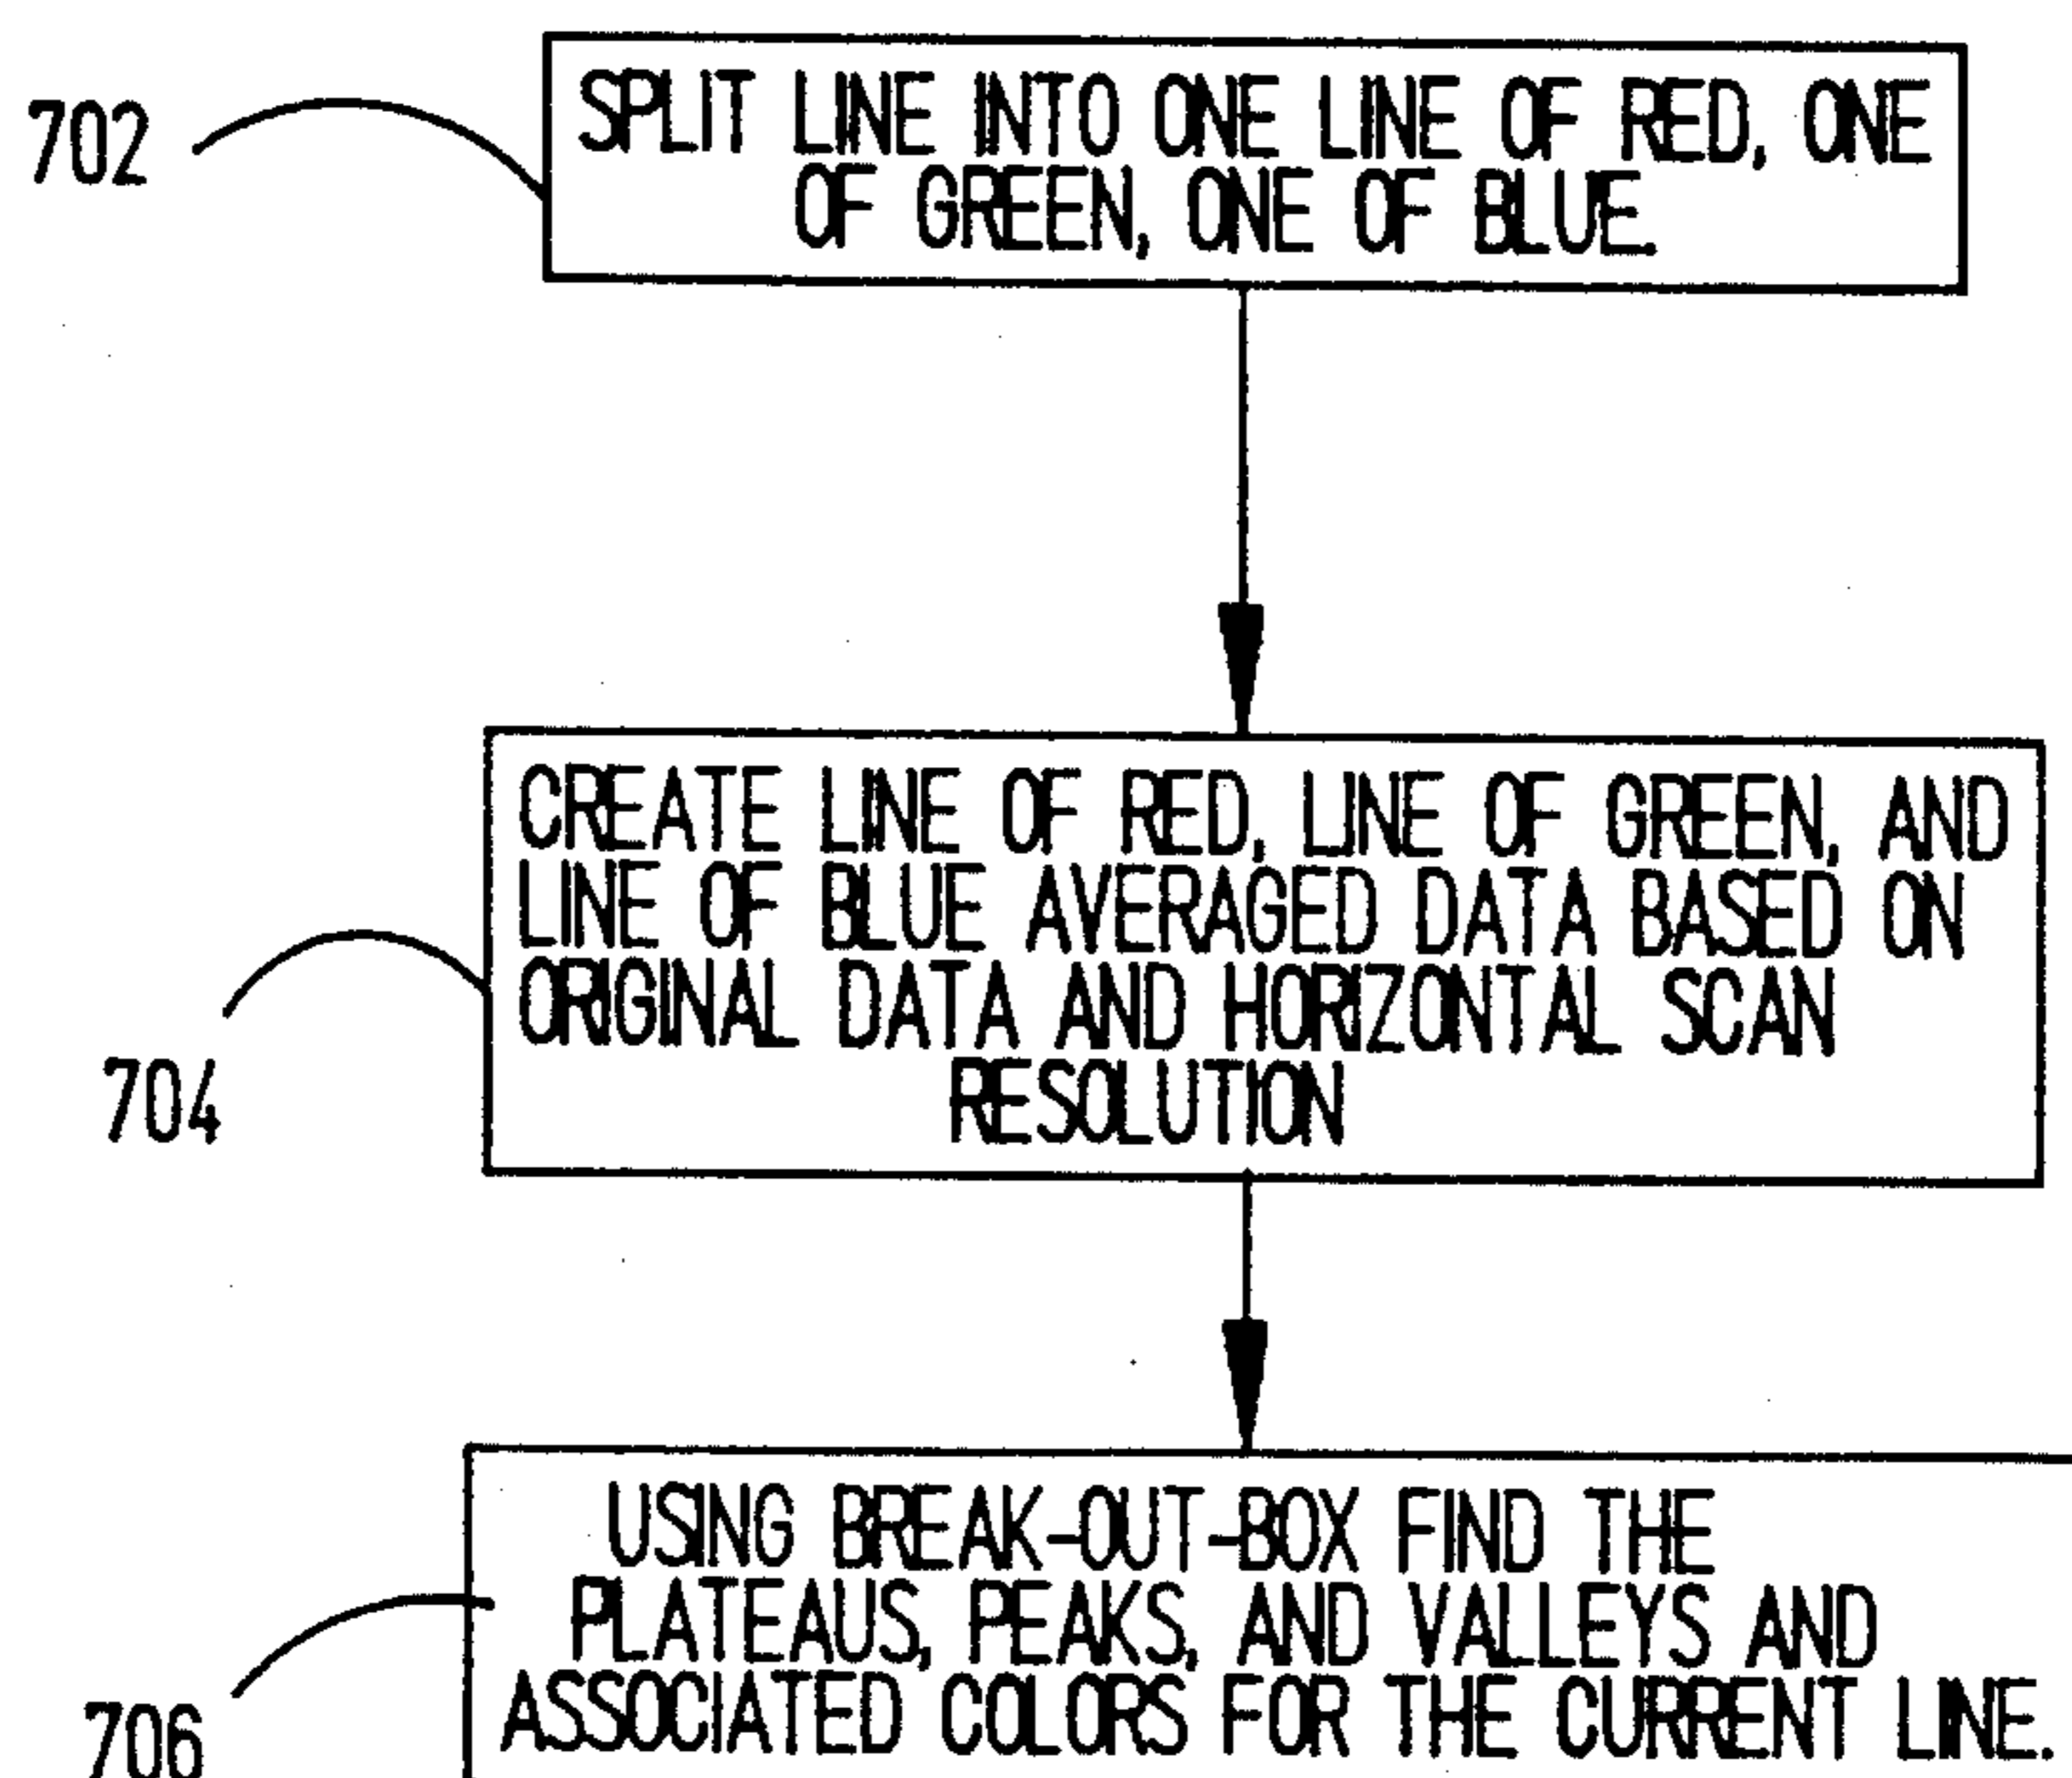 702
SPLIT LINE INTO ONE LINE OF RED, ONE
OF GREEN, ONE OF BLUE.
CREATE LINE OF RED, LINE OF GREEN, AND
LINE OF BLUE AVERAGED DATA BASED ON
ORIGINAL DATA AND HORIZONTAL SCAN
RESOLUTION
704
USING BREAK-OUT-BOX FIND THE
PLATEAUS, PEAKS, AND VALLEYS AND
ASSOCIATED COLORS FOR THE CURRENT LINE.
706